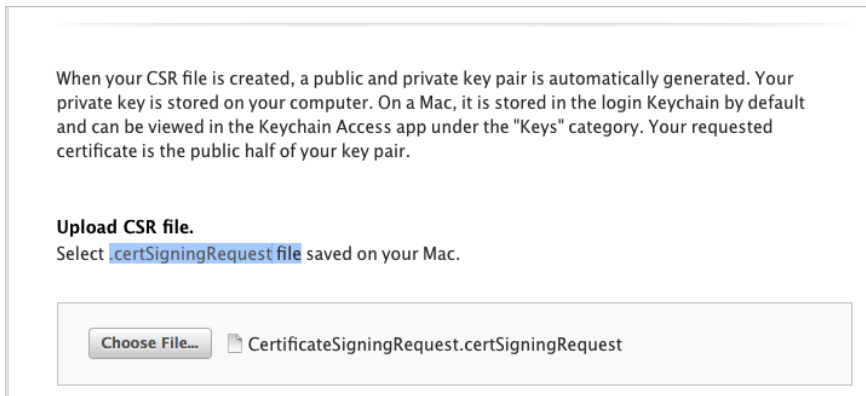 When your CSR file is created, a public and private key pair is automatically generated. Your
private key is stored on your computer. On a Mac, it is stored in the login Keychain by default
and can be viewed in the Keychain Access app under the "Keys" category. Your requested
certificate is the public half of your key pair.
Upload CSR file.
Select .certSigningRequest file saved on your Mac.
Choose File... CertificateSigningRequest.certSigningRequest